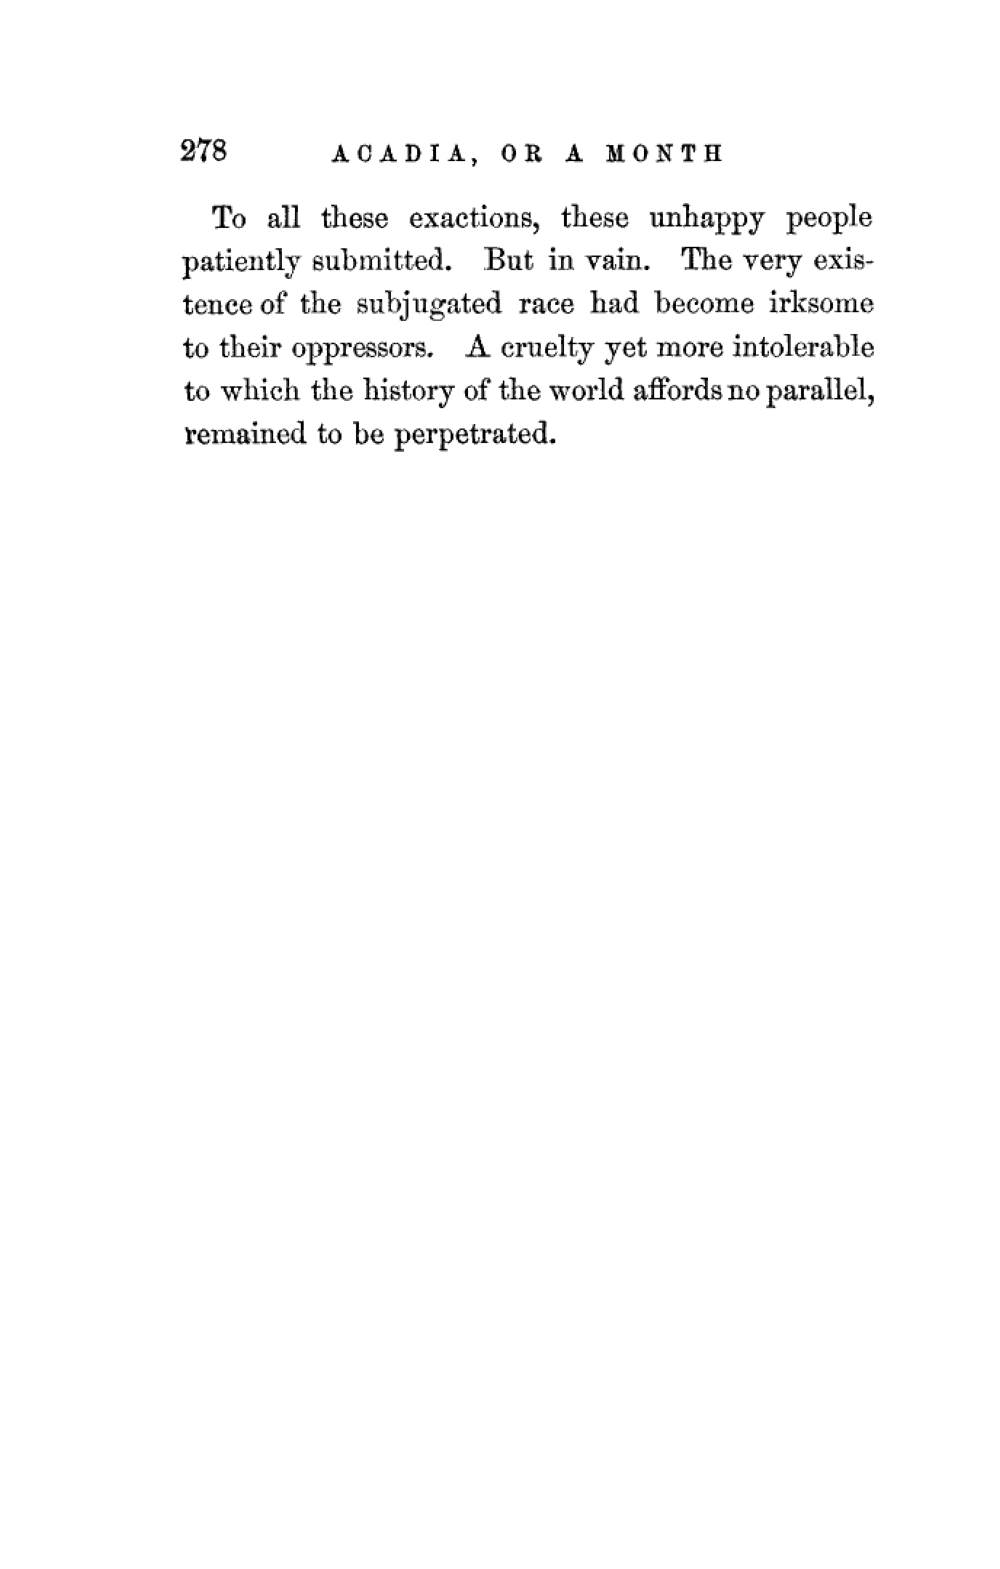 278 ACADIA, OR A MONTH
To all these exactions, these unhappy people
patiently submitted. But in vain. The very exis-
tence of the subjugated race had become irksome
to their oppressors. A cruelty yet more intolerable
to which the history of the world affords no parallel,
remained to be perpetrated.